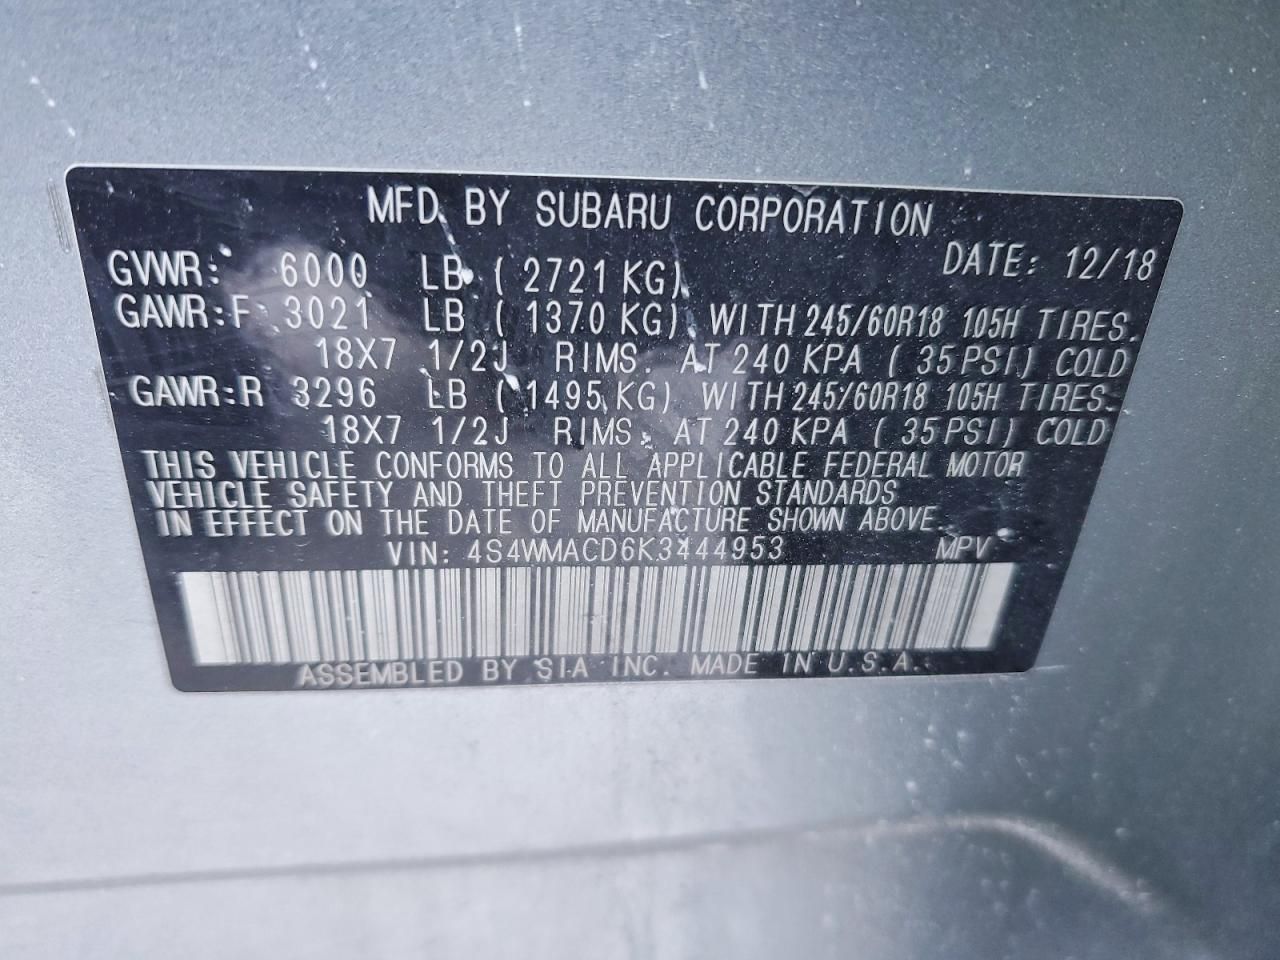 MFD. BY SUBARU CORPORATION
GVWR: 6000 LB ( 2721 KG) DATE: 12/18
GAWR:F 3021 LB ( 1370 KG) WITH 245/60R18 105H TIRES.
18X7 1/2J RIMS. AT 240 KPA ( 35 PSI) COLD
GAWR:R 3296 LB ( 1495 KG) WITH 245/60R18 105H TIRES.
18X7 1/2J RIMS. AT 240 KPA ( 35 PSI) COLD
THIS VEHICLE CONFORMS TO ALL APPLICABLE FEDERAL MOTOR
VEHICLE SAFETY AND THEFT PREVENTION STANDARDS
IN EFFECT ON THE DATE OF MANUFACTURE SHOWN ABOVE.
VIN: 4S4WMACD6K3444953 MPV
ASSEMBLED BY SIA INC. MADE IN U.S.A.